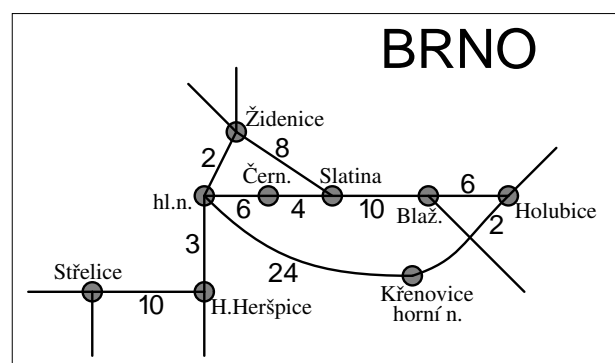 BRNO
Židenice
2
8
Čern.
Slatina
6
hl.n.
6
4
10
Blaž.
Holubice
2
3
24
Střelice
Křenovice
horní n.
10
H.Heršpice